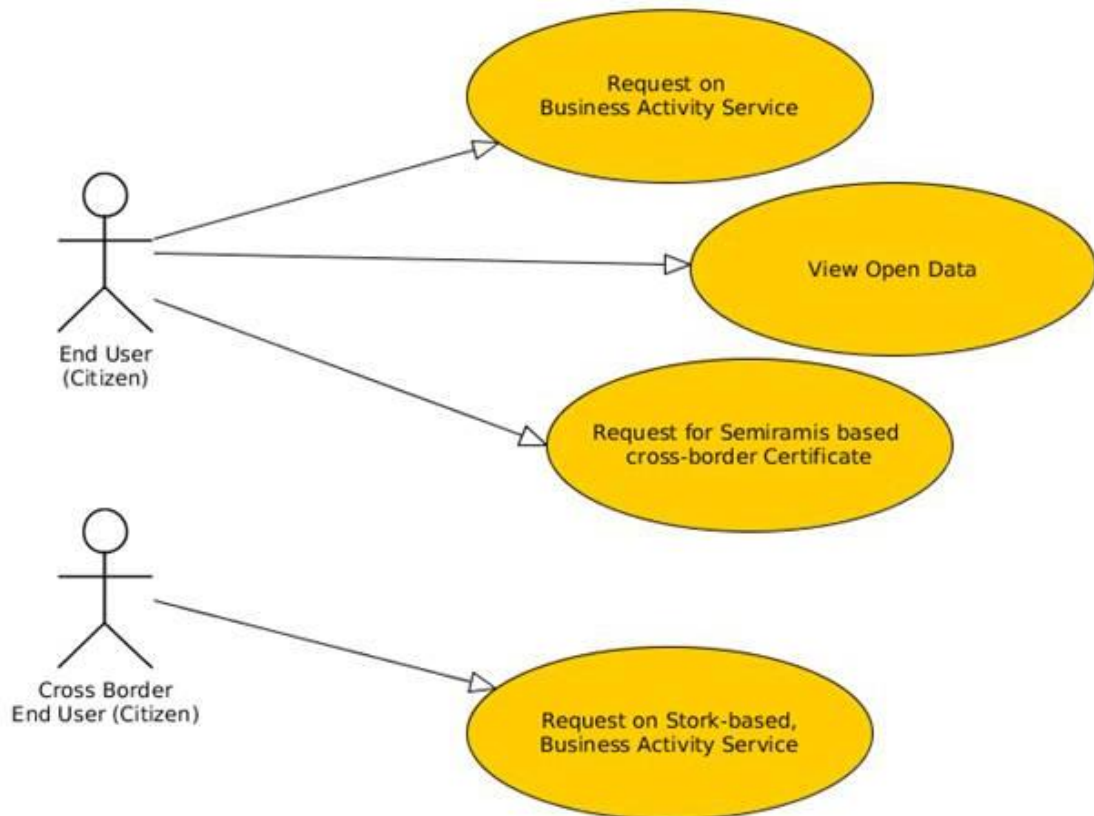 Request on
Business Activity Service
View Open Data
End User
(Citizen)
Request for Semiramis based
cross-border Certificate
Cross Border
End User (Citizen)
Request on Stork-based,
Business Activity Service